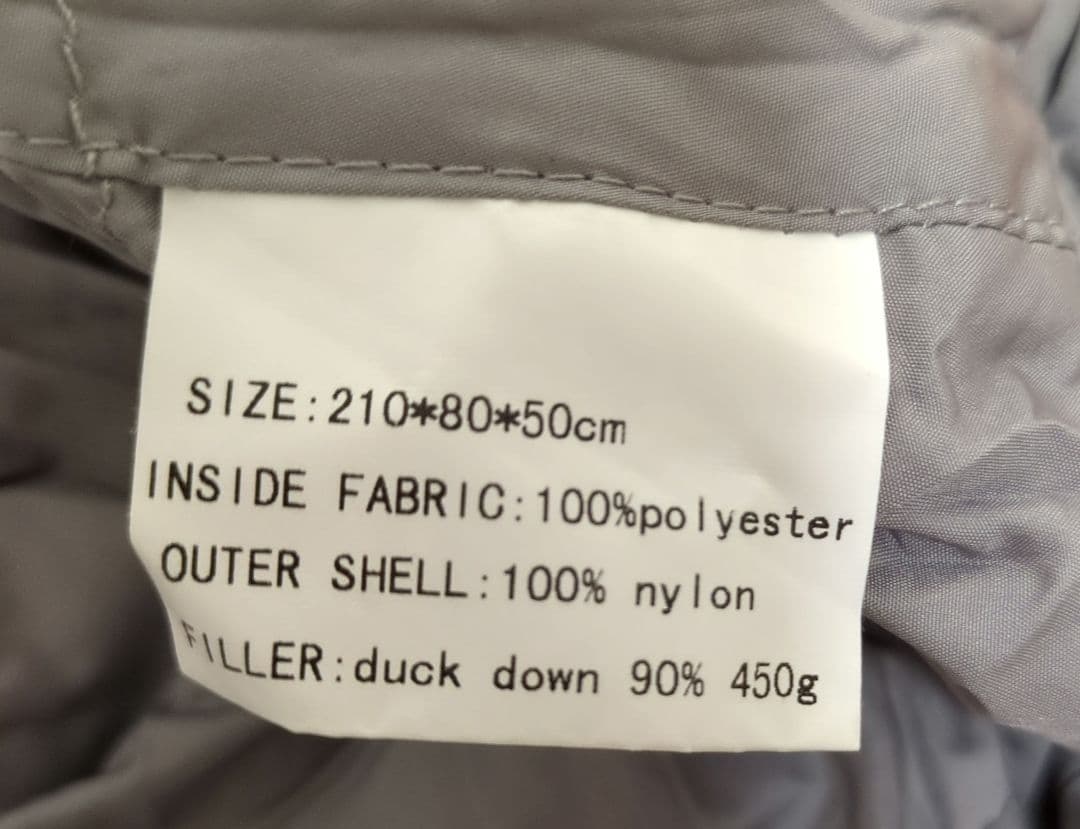 SIZE:210*80*50cm
INSIDE FABRIC:100%polyester
OUTER SHELL:100% nylon
FILLER:duck down 90% 450g